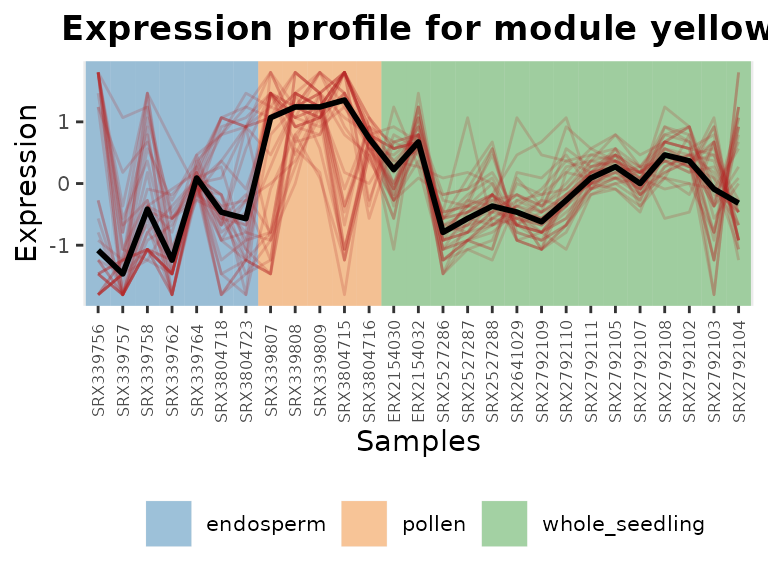 Expression profile for module yellow
Expression
1
0
-1
SRX339756
SRX339757
SRX339758
SRX339762
SRX339764
SRX3804718
SRX3804723
SRX339807
SRX339808
SRX339809
SRX3804715
SRX3804716
ERX2154030
ERX2154032
SRX2527286
SRX2527287
SRX2527288
SRX2641029
SRX2792109
SRX2792110
SRX2792111
SRX2792105
SRX2792107
SRX2792108
SRX2792102
SRX2792103
SRX2792104
Samples
endosperm pollen whole_seedling